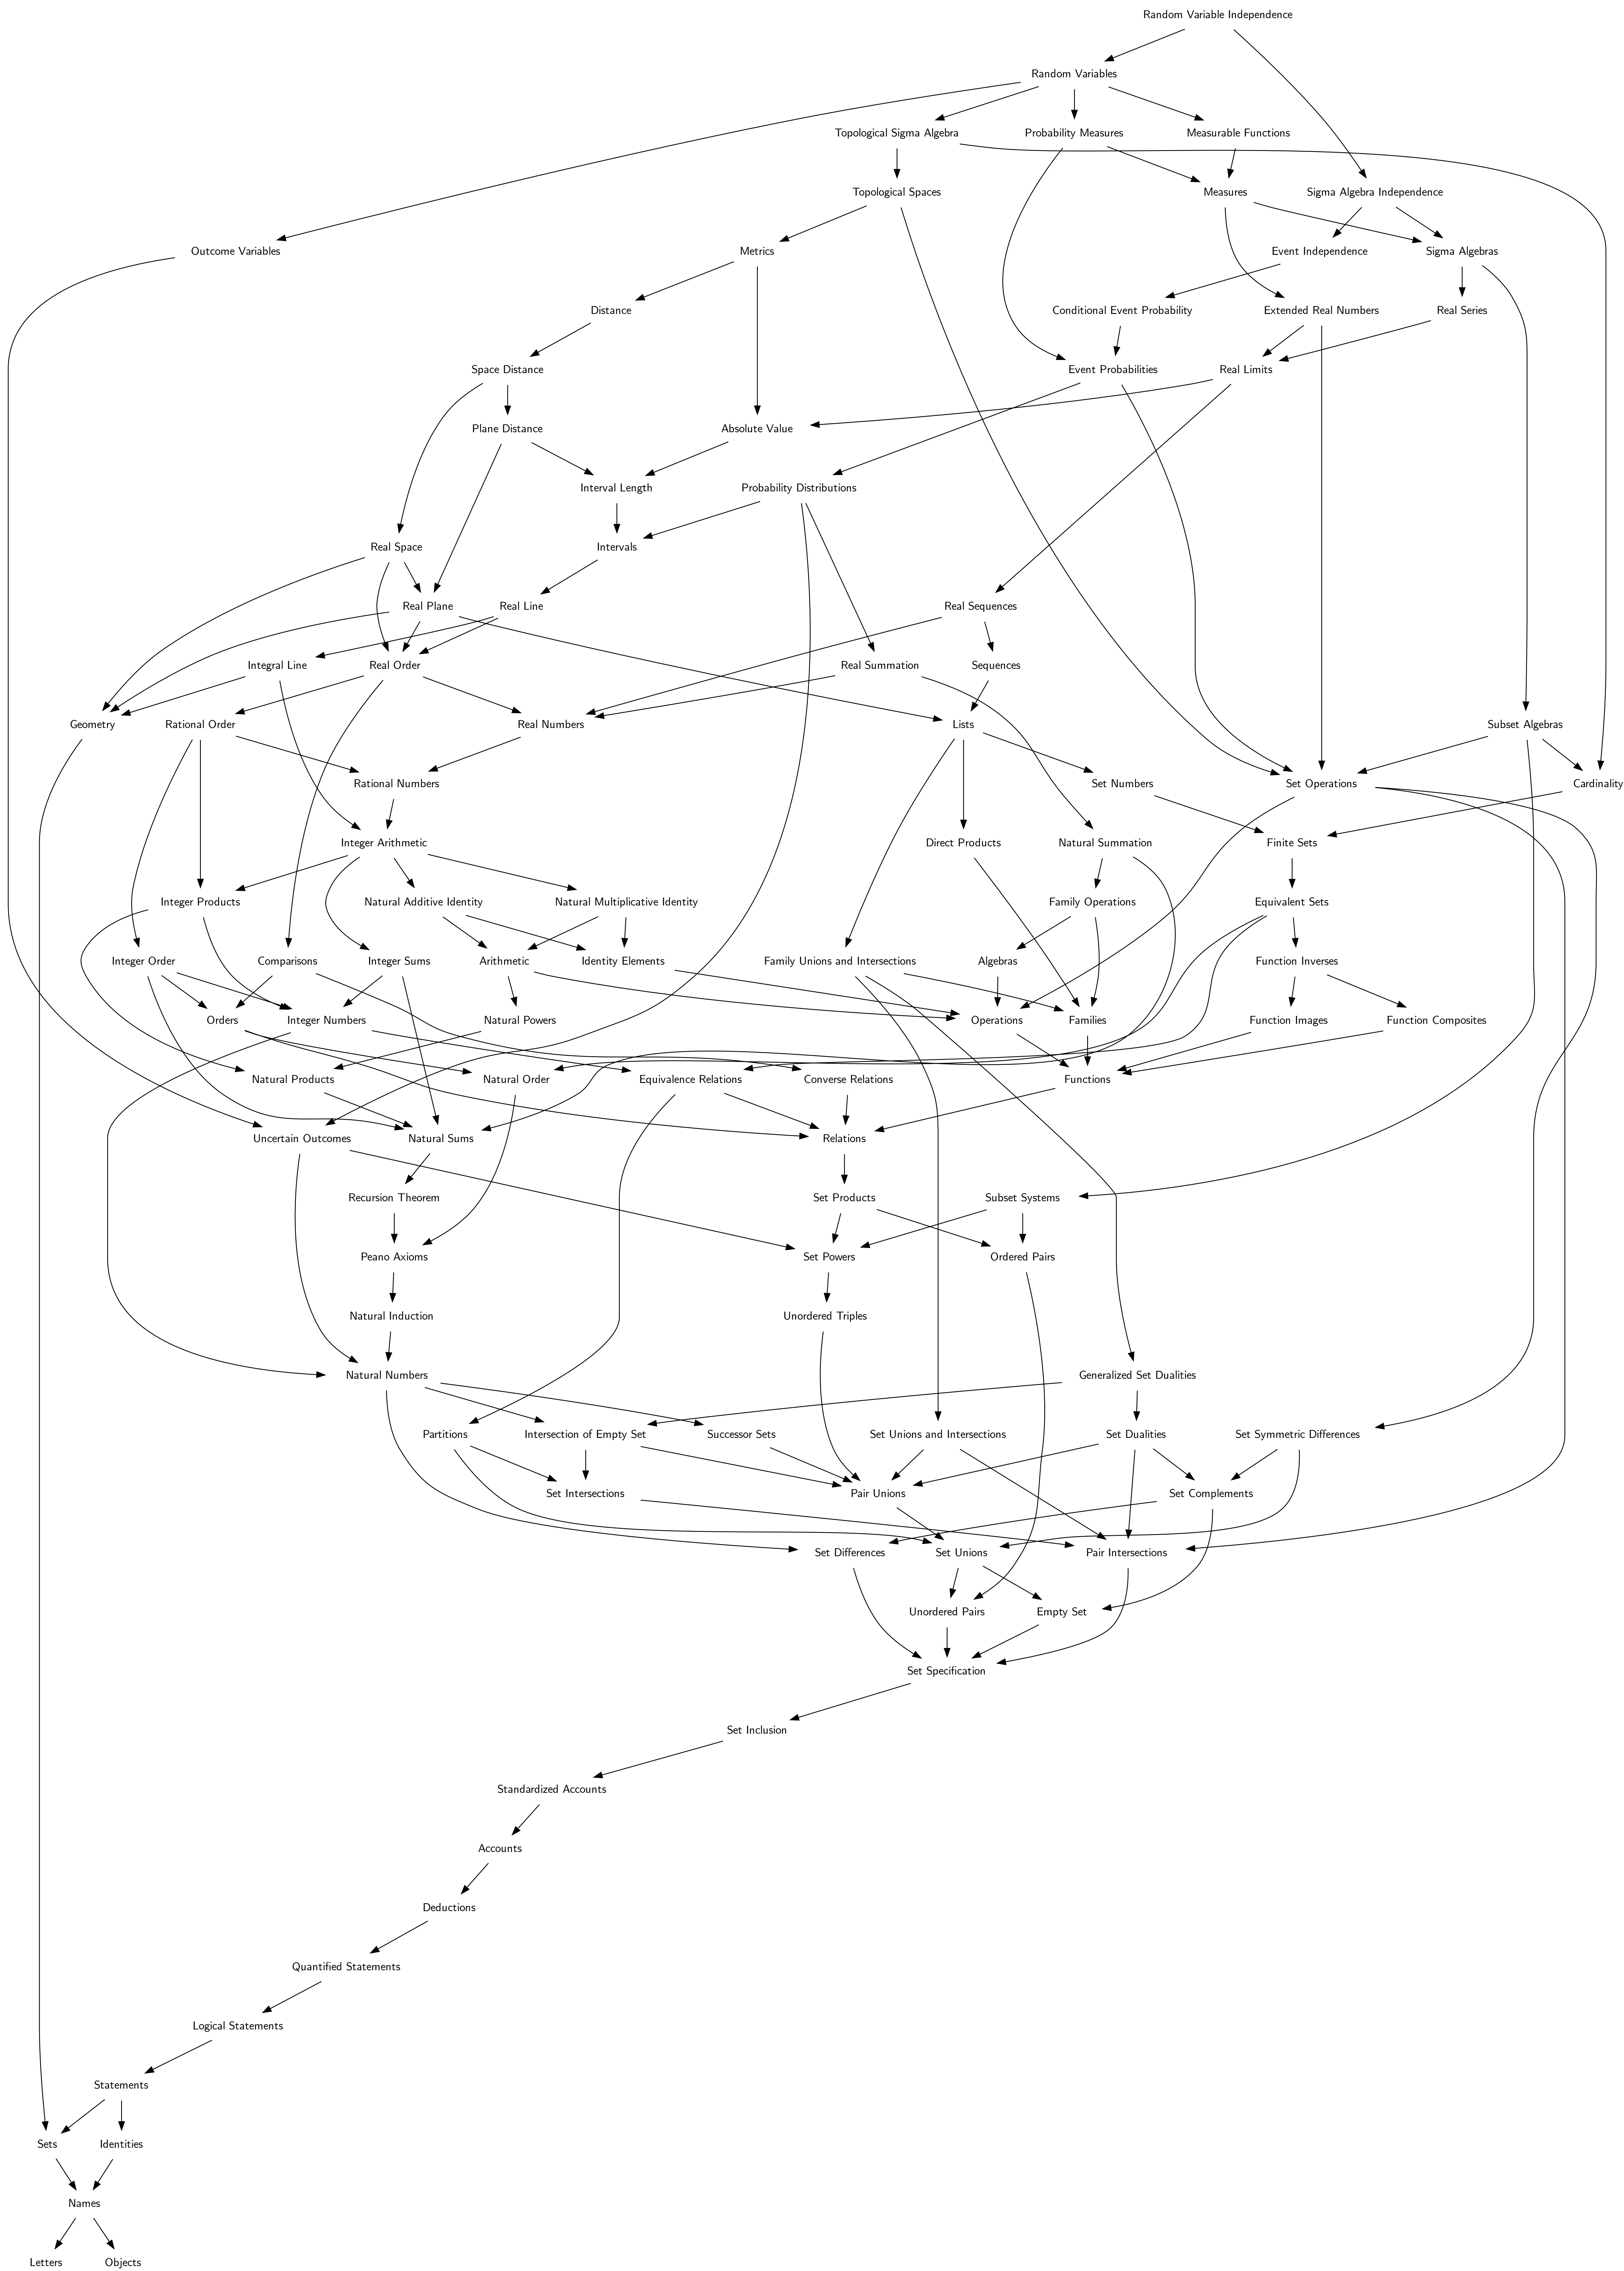 Random Variable Independence
Random Variables
Topological Sigma Algebra
Probability Measures
Measurable Functions
Topological Spaces
Measures
Sigma Algebra Independence
Outcome Variables
Metrics
Event Independence
Sigma Algebras
Distance
Conditional Event Probability
Extended Real Numbers
Real Series
Space Distance
Event Probabilities
Real Limits
Plane Distance
Absolute Value
Interval Length
Probability Distributions
Real Space
Intervals
Real Plane
Real Line
Real Sequences
Integral Line
Real Order
Real Summation
Sequences
Geometry
Rational Order
Real Numbers
Lists
Subset Algebras
Rational Numbers
Set Numbers
Set Operations
Cardinality
Integer Arithmetic
Direct Products
Natural Summation
Finite Sets
Integer Products
Natural Additive Identity
Natural Multiplicative Identity
Family Operations
Equivalent Sets
Integer Order
Comparisons
Integer Sums
Arithmetic
Identity Elements
Family Unions and Intersections
Algebras
Function Inverses
Orders
Integer Numbers
Natural Powers
Operations
Families
Function Images
Function Composites
Natural Products
Natural Order
Equivalence Relations
Converse Relations
Functions
Uncertain Outcomes
Natural Sums
Relations
Recursion Theorem
Set Products
Subset Systems
Peano Axioms
Set Powers
Ordered Pairs
Natural Induction
Unordered Triples
Natural Numbers
Generalized Set Dualities
Partitions
Intersection of Empty Set
Successor Sets
Set Unions and Intersections
Set Dualities
Set Symmetric Differences
Set Intersections
Pair Unions
Set Complements
Set Differences
Set Unions
Pair Intersections
Unordered Pairs
Empty Set
Set Specification
Set Inclusion
Standardized Accounts
Accounts
Deductions
Quantified Statements
Logical Statements
Statements
Sets
Identities
Names
Letters
Objects